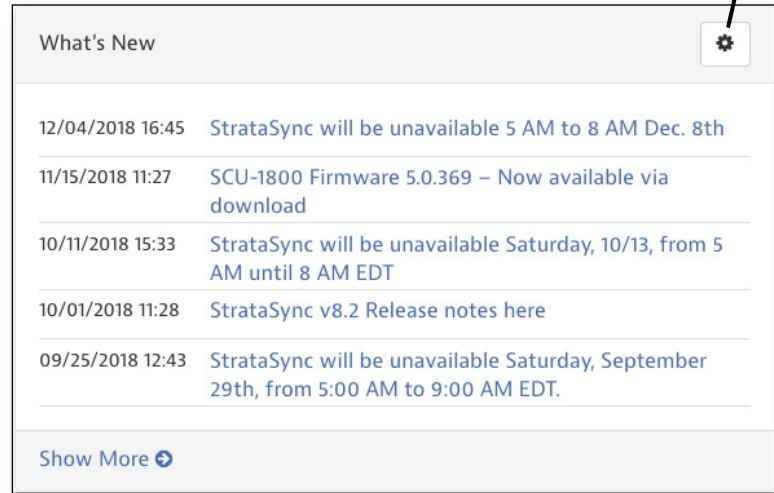 What's New
12/04/2018 16:45 StrataSync will be unavailable 5 AM to 8 AM Dec. 8th
11/15/2018 11:27 SCU-1800 Firmware 5.0.369 – Now available via
download
10/11/2018 15:33 StrataSync will be unavailable Saturday, 10/13, from 5
AM until 8 AM EDT
10/01/2018 11:28 StrataSync v8.2 Release notes here
09/25/2018 12:43 StrataSync will be unavailable Saturday, September
29th, from 5:00 AM to 9:00 AM EDT.
Show More